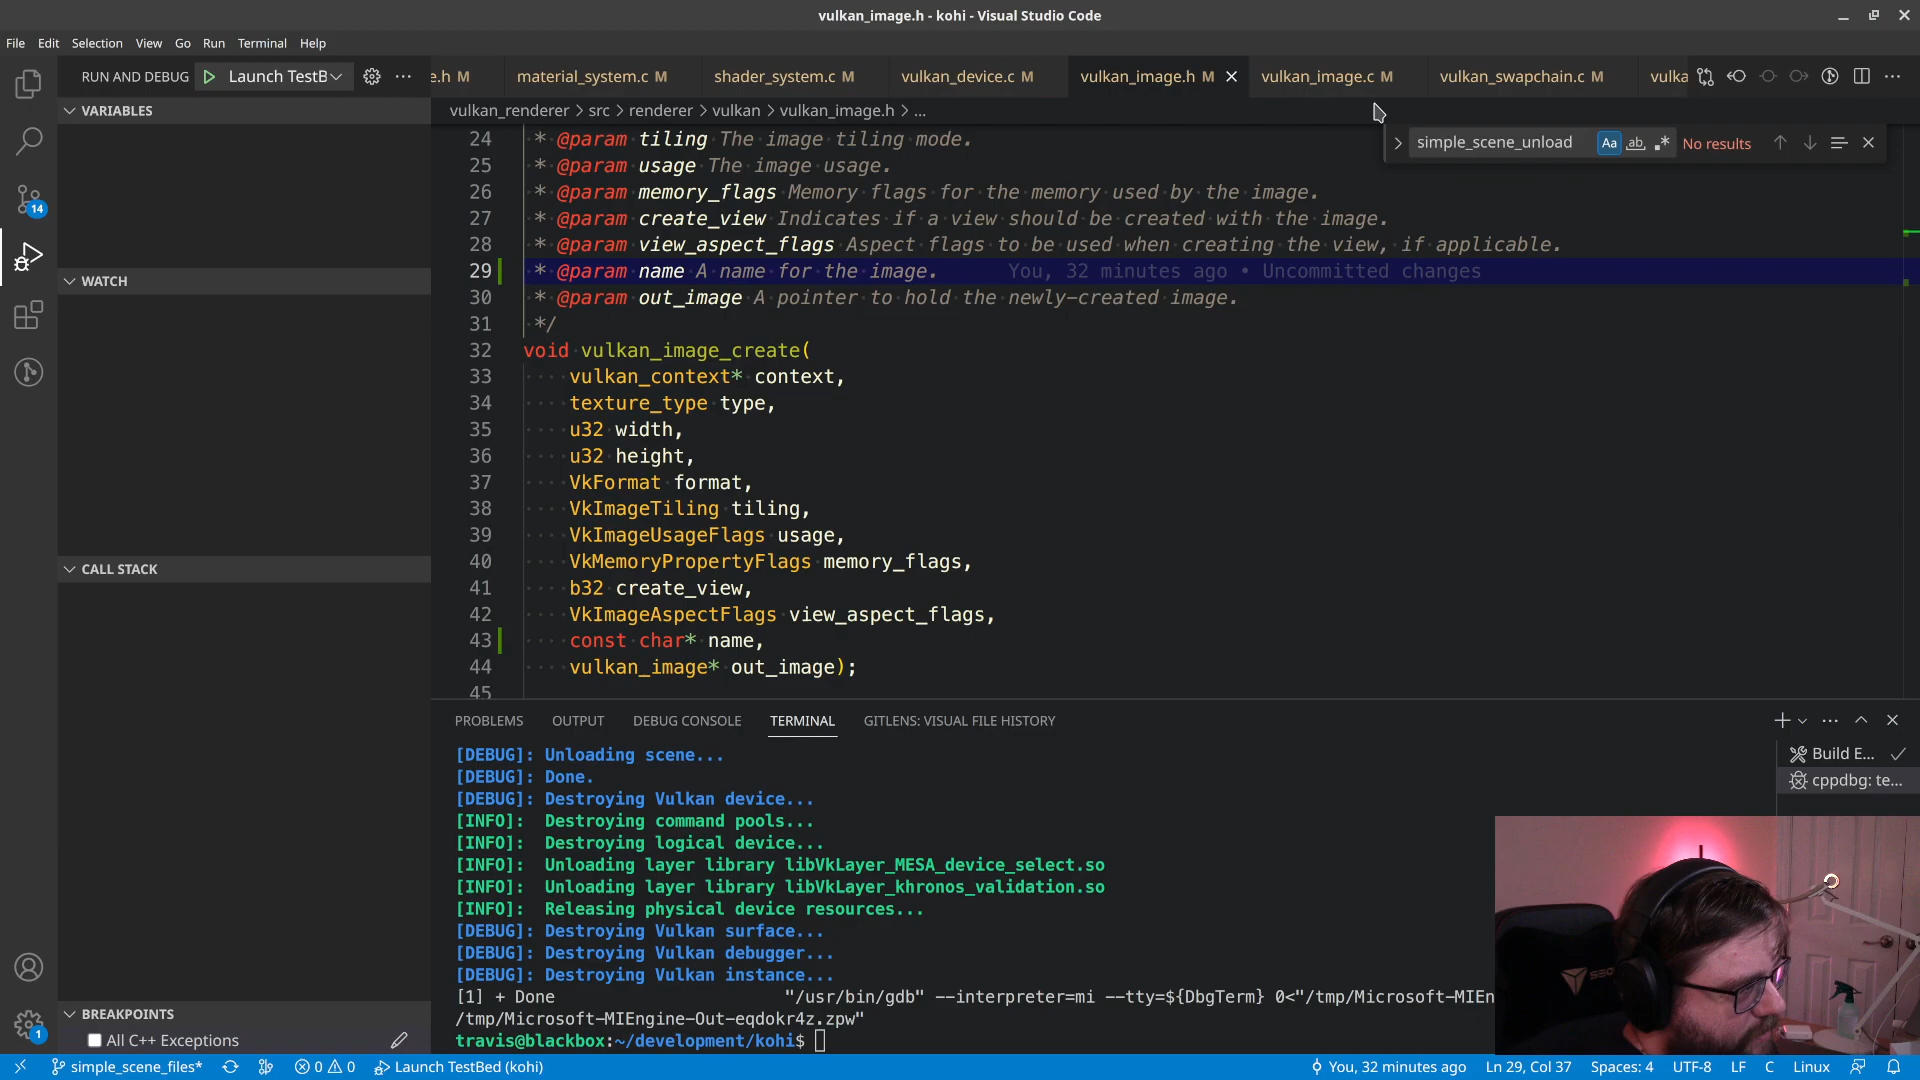 vulkan_image.h - kohi - Visual Studio Code
File Edit Selection View Go Run Terminal Help
RUN AND DEBUG Launch TestB
e.h M material_system.c M shader_system.c M vulkan_device.c M vulkan_image.h M vulkan_image.c M vulkan_swapchain.c M vulka
VARIABLES
vulkan_renderer > src > renderer > vulkan > vulkan_image.h > ...
simple_scene_unload Aa ab .* No results
24 * @param tiling The image tiling mode.
25 * @param usage The image usage.
26 * @param memory_flags Memory flags for the memory used by the image.
27 * @param create_view Indicates if a view should be created with the image.
28 * @param view_aspect_flags Aspect flags to be used when creating the view, if applicable.
29 * @param name A name for the image. You, 32 minutes ago • Uncommitted changes
30 * @param out_image A pointer to hold the newly-created image.
31 */
32 void vulkan_image_create(
33 vulkan_context* context,
34 texture_type type,
35 u32 width,
36 u32 height,
37 VkFormat format,
38 VkImageTiling tiling,
39 VkImageUsageFlags usage,
40 VkMemoryPropertyFlags memory_flags,
41 b32 create_view,
42 VkImageAspectFlags view_aspect_flags,
43 const char* name,
44 vulkan_image* out_image);
45
14
WATCH
CALL STACK
BREAKPOINTS
All C++ Exceptions
1
PROBLEMS OUTPUT DEBUG CONSOLE TERMINAL GITLENS: VISUAL FILE HISTORY
[DEBUG]: Unloading scene...
[DEBUG]: Done.
[DEBUG]: Destroying Vulkan device...
[INFO]: Destroying command pools...
[INFO]: Destroying logical device...
[INFO]: Unloading layer library libVkLayer_MESA_device_select.so
[INFO]: Unloading layer library libVkLayer_khronos_validation.so
[INFO]: Releasing physical device resources...
[DEBUG]: Destroying Vulkan surface...
[DEBUG]: Destroying Vulkan debugger...
[DEBUG]: Destroying Vulkan instance...
[1] + Done "/usr/bin/gdb" --interpreter=mi --tty=${DbgTerm} 0<"/tmp/Microsoft-MIEn
/tmp/Microsoft-MIEngine-Out-eqdokr4z.zpw"
travis@blackbox:~/development/kohi$
Build E...
cppdbg: te...
simple_scene_files* 0 0 Launch TestBed (kohi) You, 32 minutes ago Ln 29, Col 37 Spaces: 4 UTF-8 LF C Linux